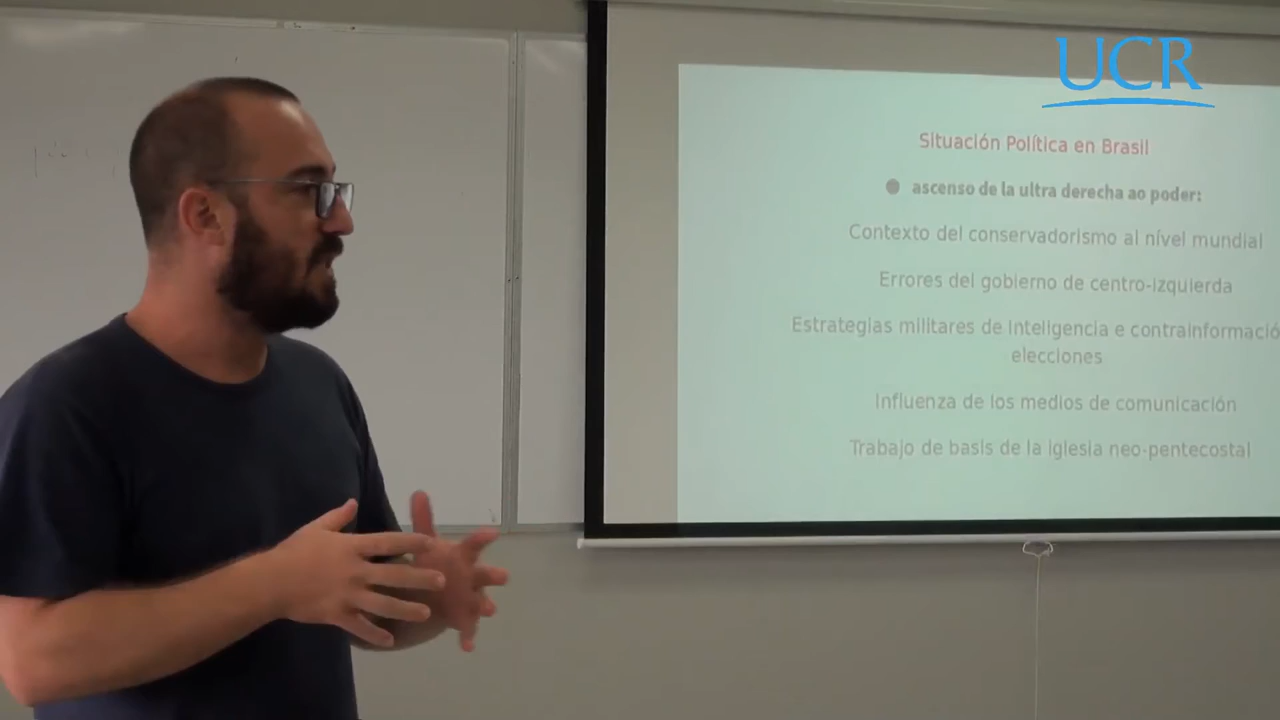 UCR
Situación Política en Brasil
● ascenso de la ultra derecha ao poder:
Contexto del conservadorismo al nível mundial
Errores del gobierno de centro-izquierda
Estrategias militares de inteligencia e contrainformació
elecciones
Influenza de los medios de comunicación
Trabajo de basis de la iglesia neo-pentecostal